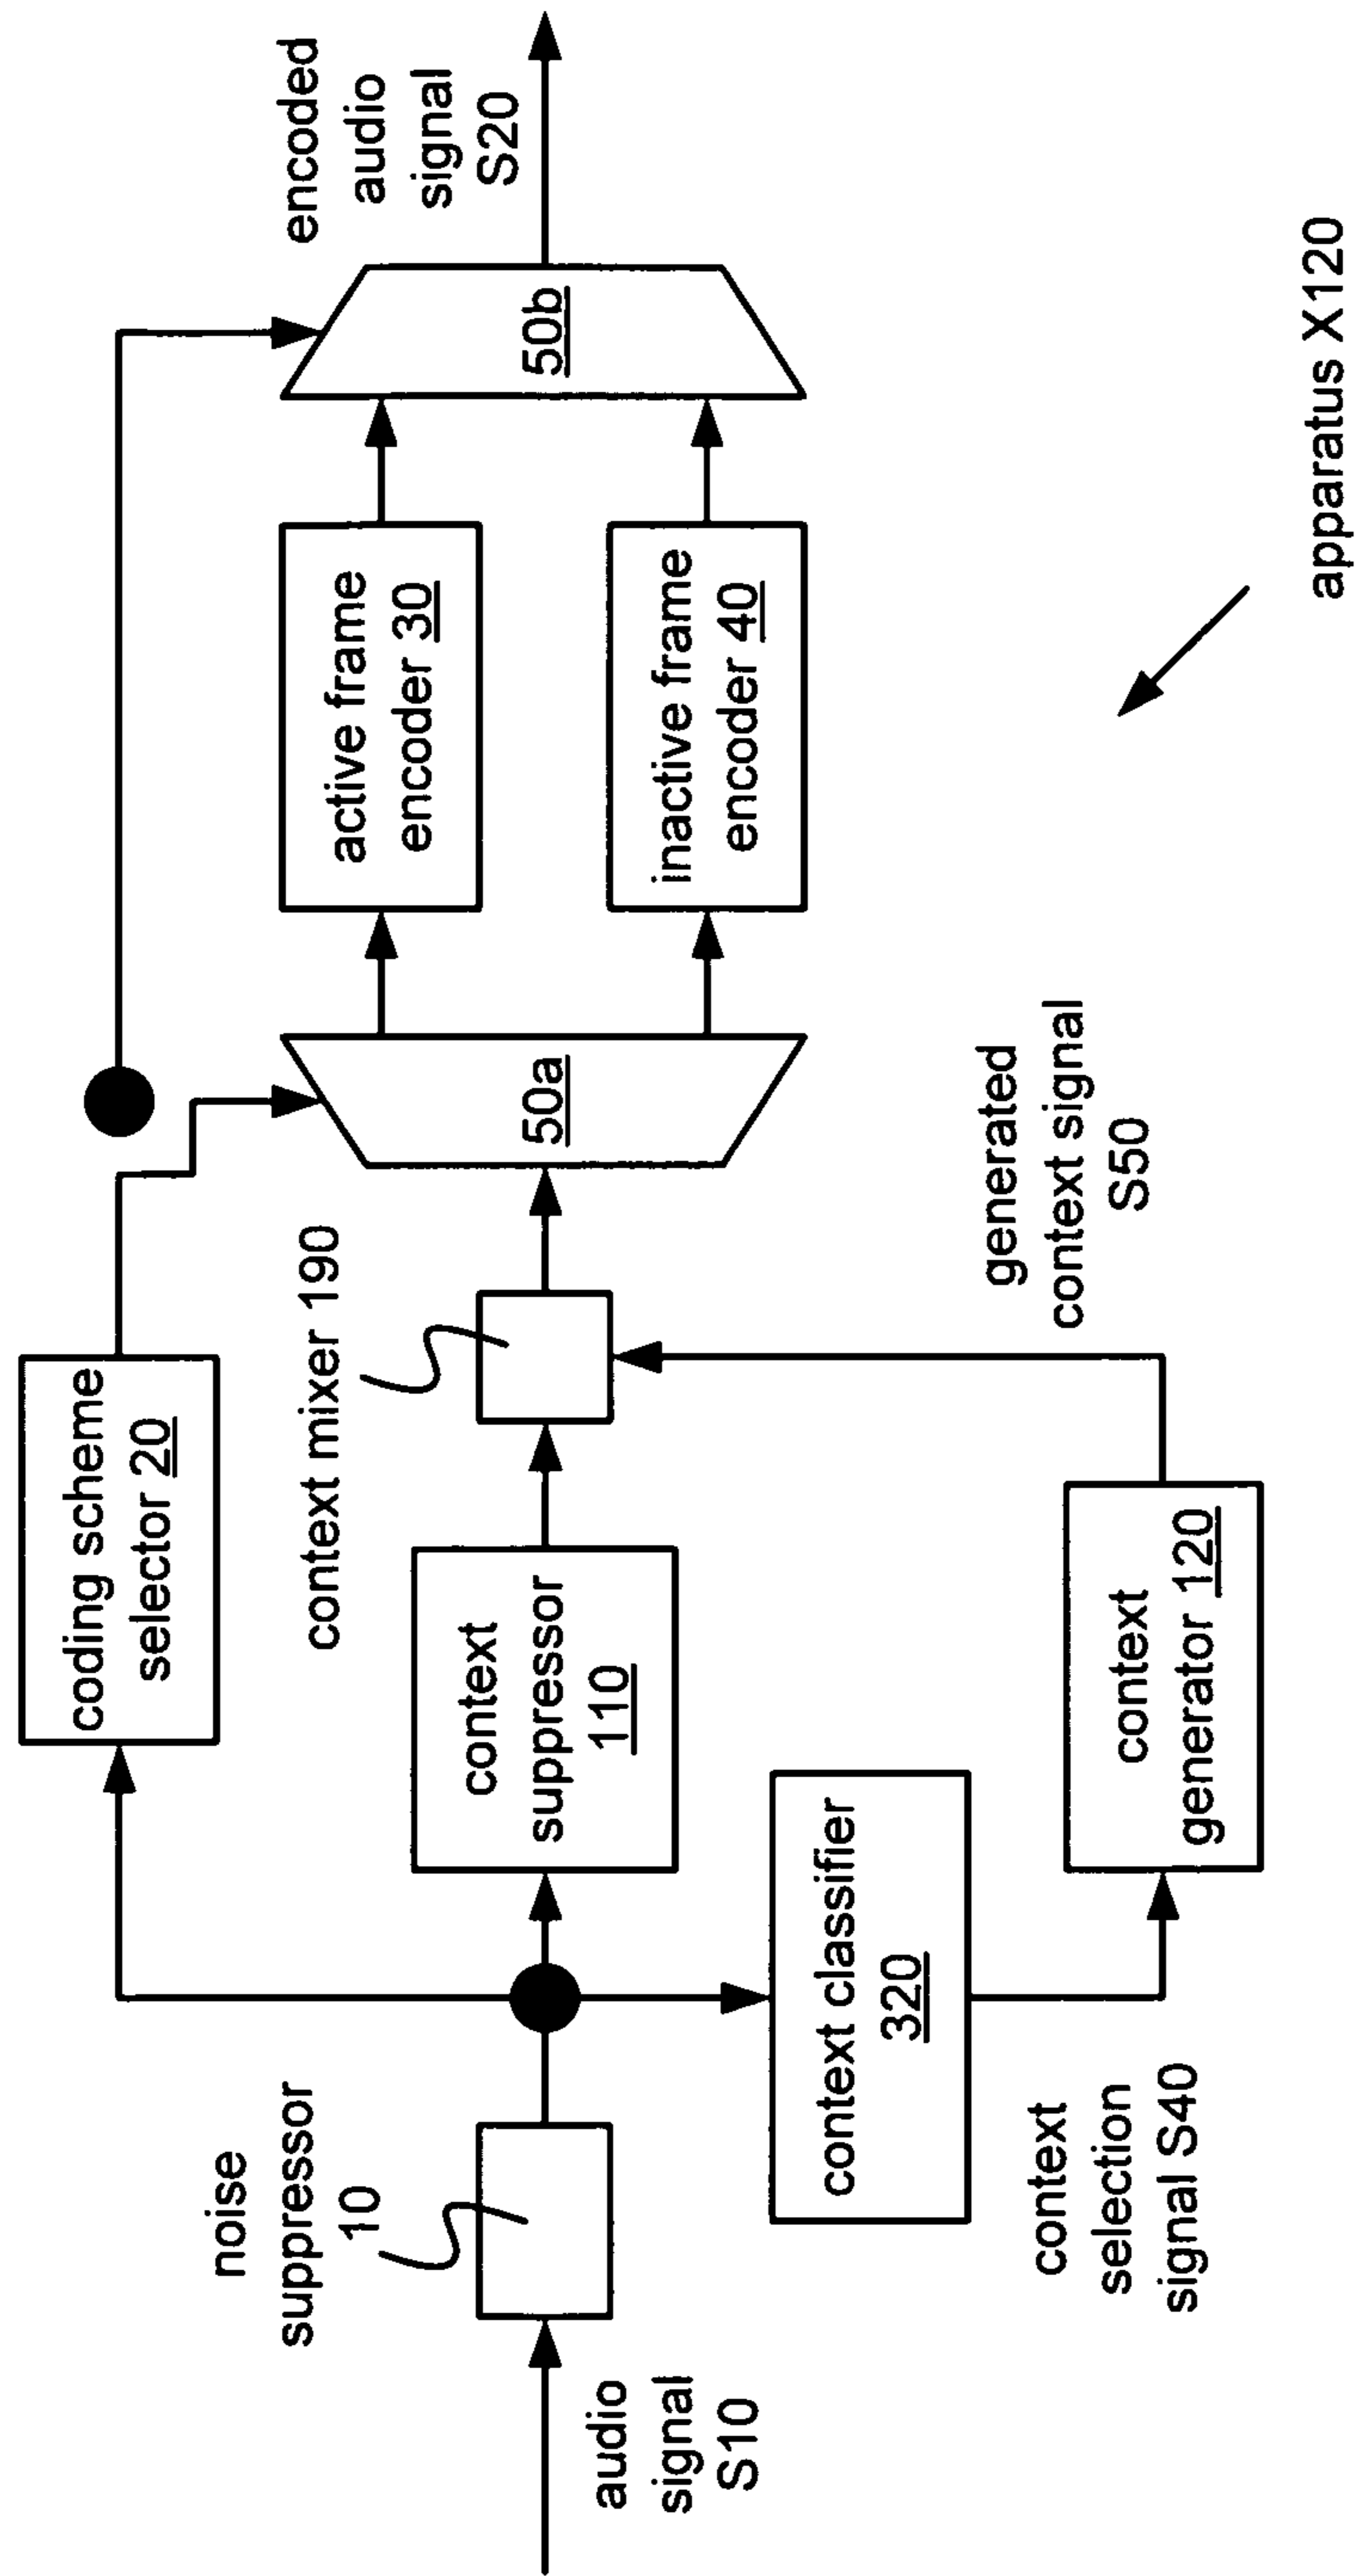 audio
signal
S10
noise
suppressor
10
coding scheme
selector 20
context
suppressor
110
context classifier
320
context
selection
signal S40
context
generator 120
context mixer 190
generated
context signal
S50
50a
active frame
encoder 30
inactive frame
encoder 40
50b
encoded
audio
signal
S20
apparatus X120